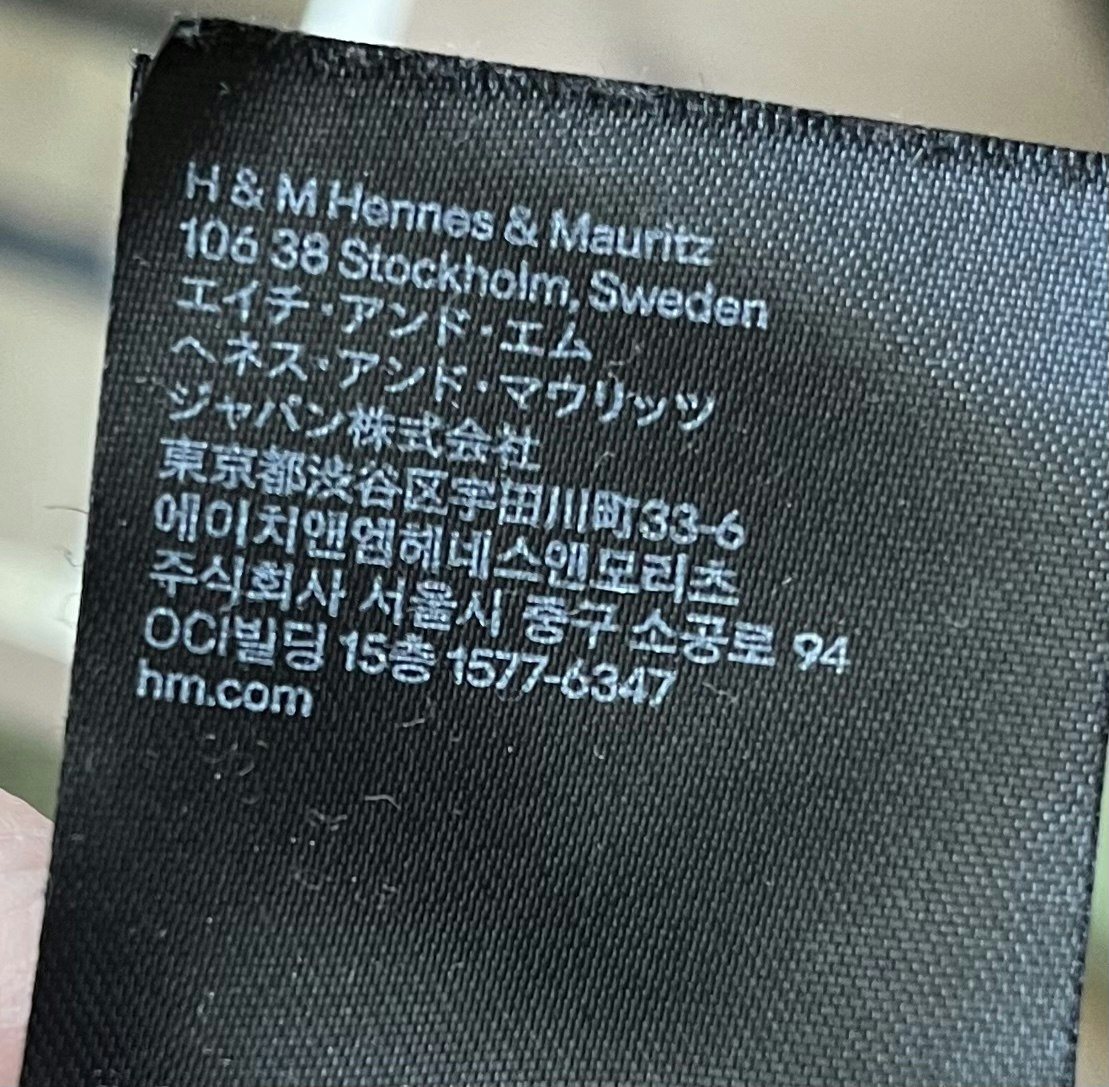 H & M Hennes & Mauritz
106 38 Stockholm, Sweden
エイチ・アンド・エム
ヘネス・アンド・マウリッツ
ジャパン株式会社
東京都渋谷区宇田川町33-6
에이치앤엠헤네스앤모리츠
주식회사 서울시 중구 소공로 94
OCI빌딩 15층 1577-6347
hm.com